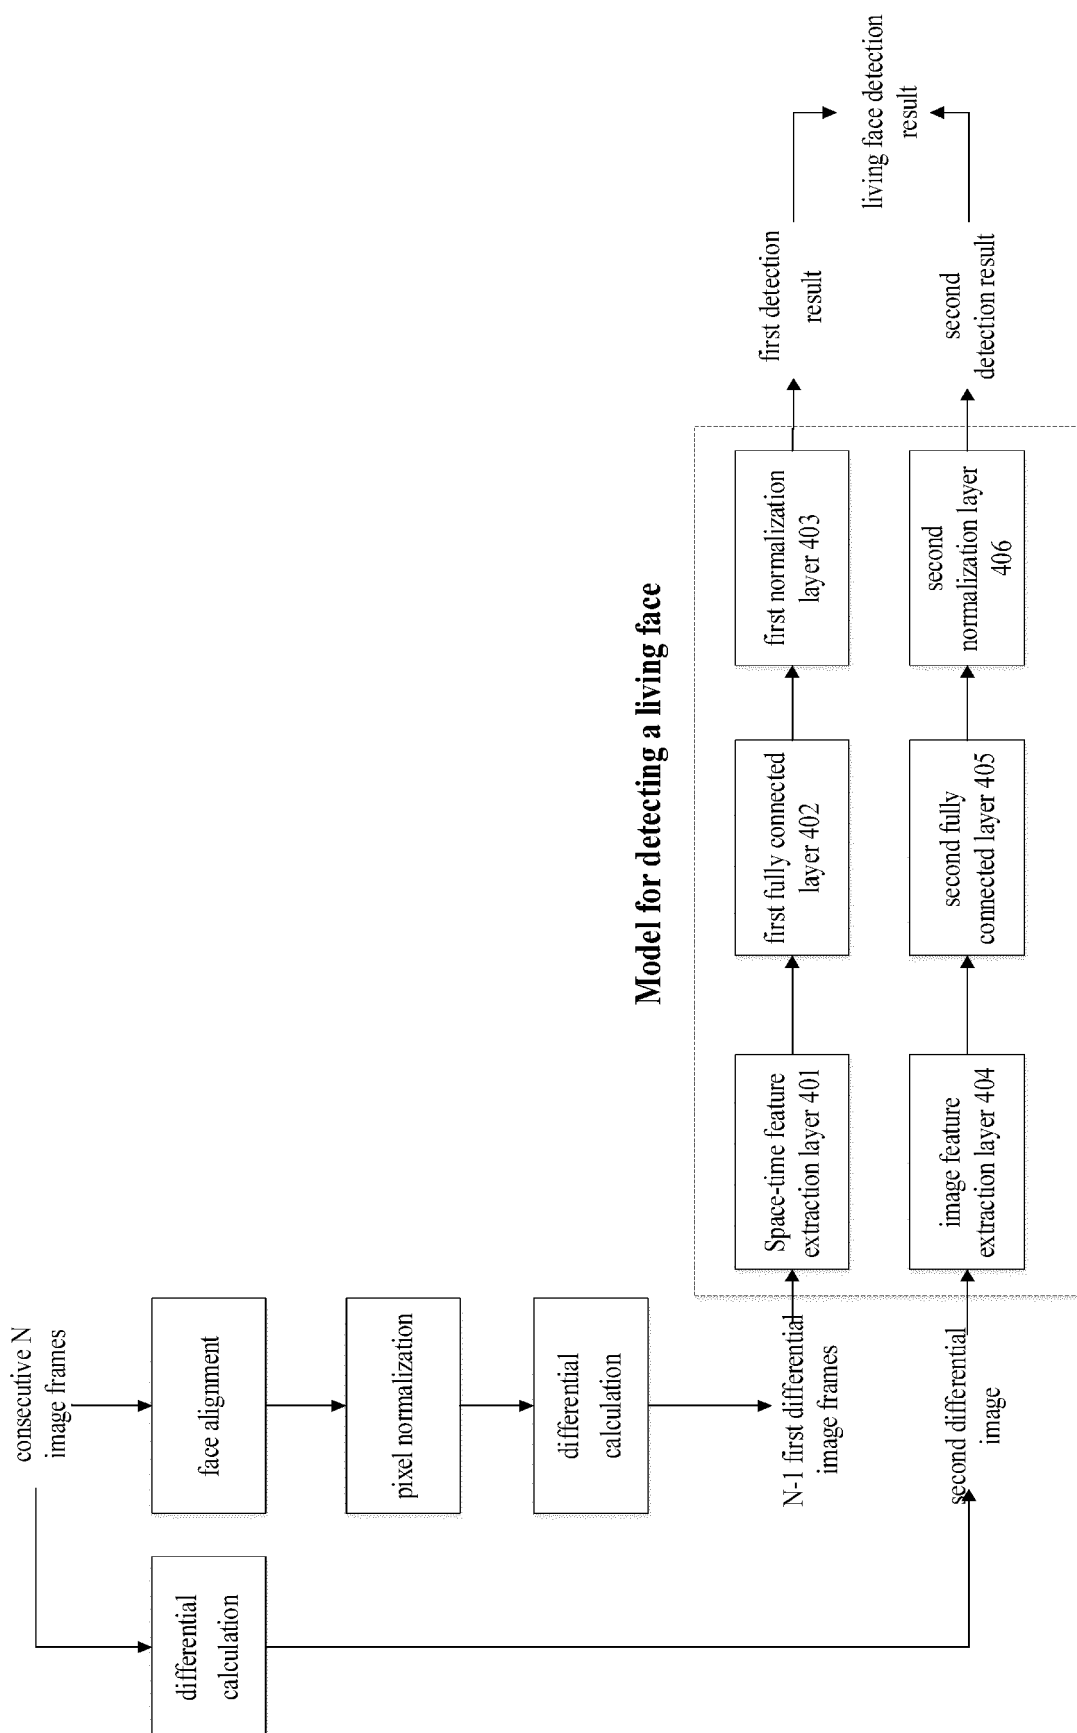 consecutive N
image frames
differential
calculation
face alignment
pixel normalization
differential
calculation
N-1 first differential
image frames
second differential
image
Model for detecting a living face
Space-time feature
extraction layer 401
first fully connected
layer 402
first normalization
layer 403
image feature
extraction layer 404
second fully
connected layer 405
second
normalization layer
406
first detection
result
second
detection result
living face detection
result